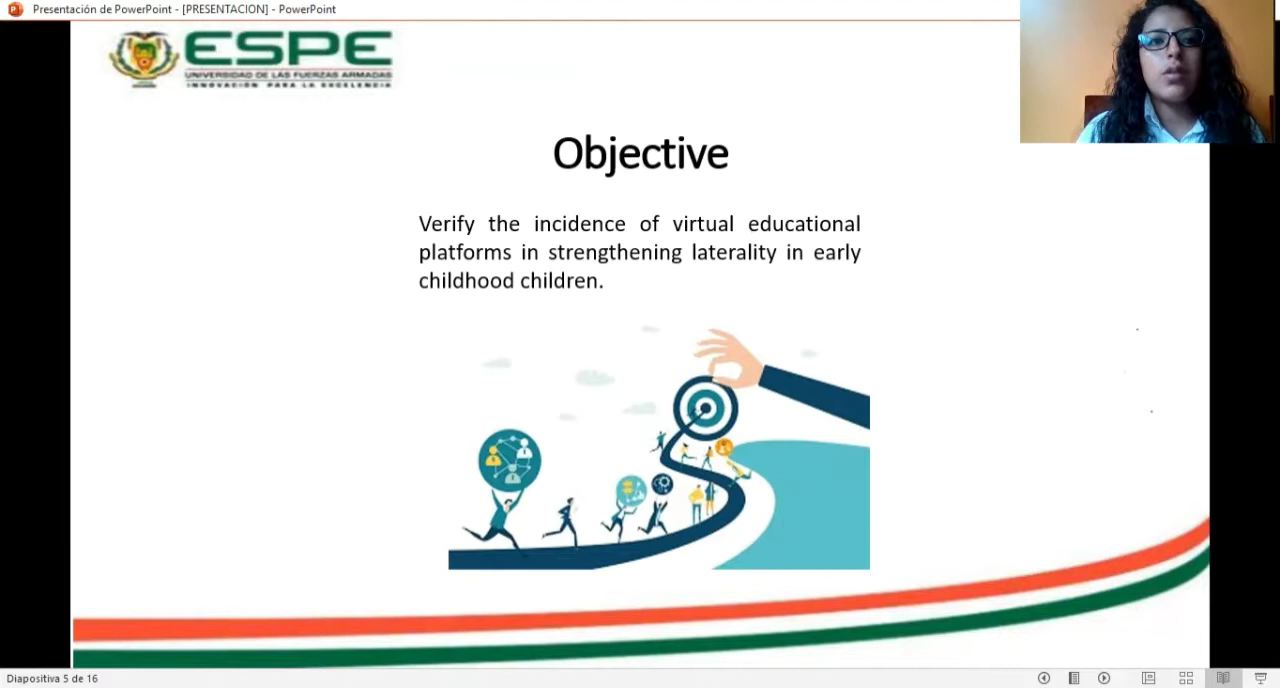 Presentación de PowerPoint - [PRESENTACION] - PowerPoint
ESPE
UNIVERSIDAD DE LAS FUERZAS ARMADAS
INNOVACIÓN PARA LA EXCELENCIA
Objective
Verify the incidence of virtual educational
platforms in strengthening laterality in early
childhood children.
Diapositiva 5 de 16